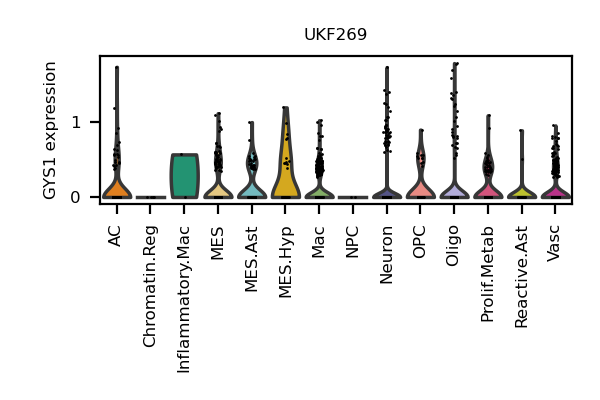 UKF269
GYS1 expression
1
0
AC
Chromatin.Reg
Inflammatory.Mac
MES
MES.Ast
MES.Hyp
Mac
NPC
Neuron
OPC
Oligo
Prolif.Metab
Reactive.Ast
Vasc